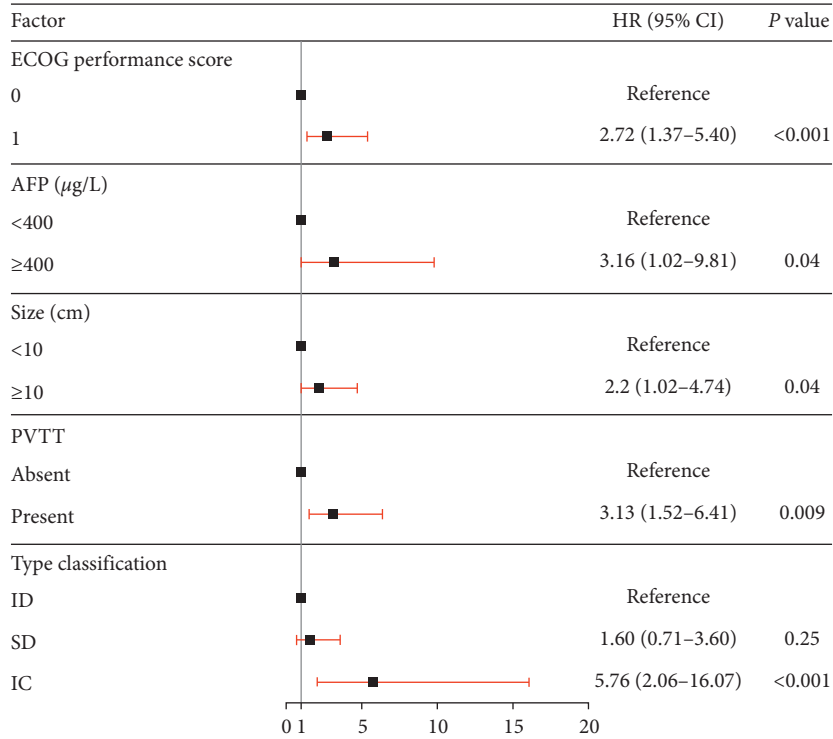 Factor HR (95% CI) P value
ECOG performance score
0 Reference
1 2.72 (1.37–5.40) <0.001
AFP (μg/L)
<400 Reference
≥400 3.16 (1.02–9.81) 0.04
Size (cm)
<10 Reference
≥10 2.2 (1.02–4.74) 0.04
PVTT
Absent Reference
Present 3.13 (1.52–6.41) 0.009
Type classification
ID Reference
SD 1.60 (0.71–3.60) 0.25
IC 5.76 (2.06–16.07) <0.001
0 1 5 10 15 20